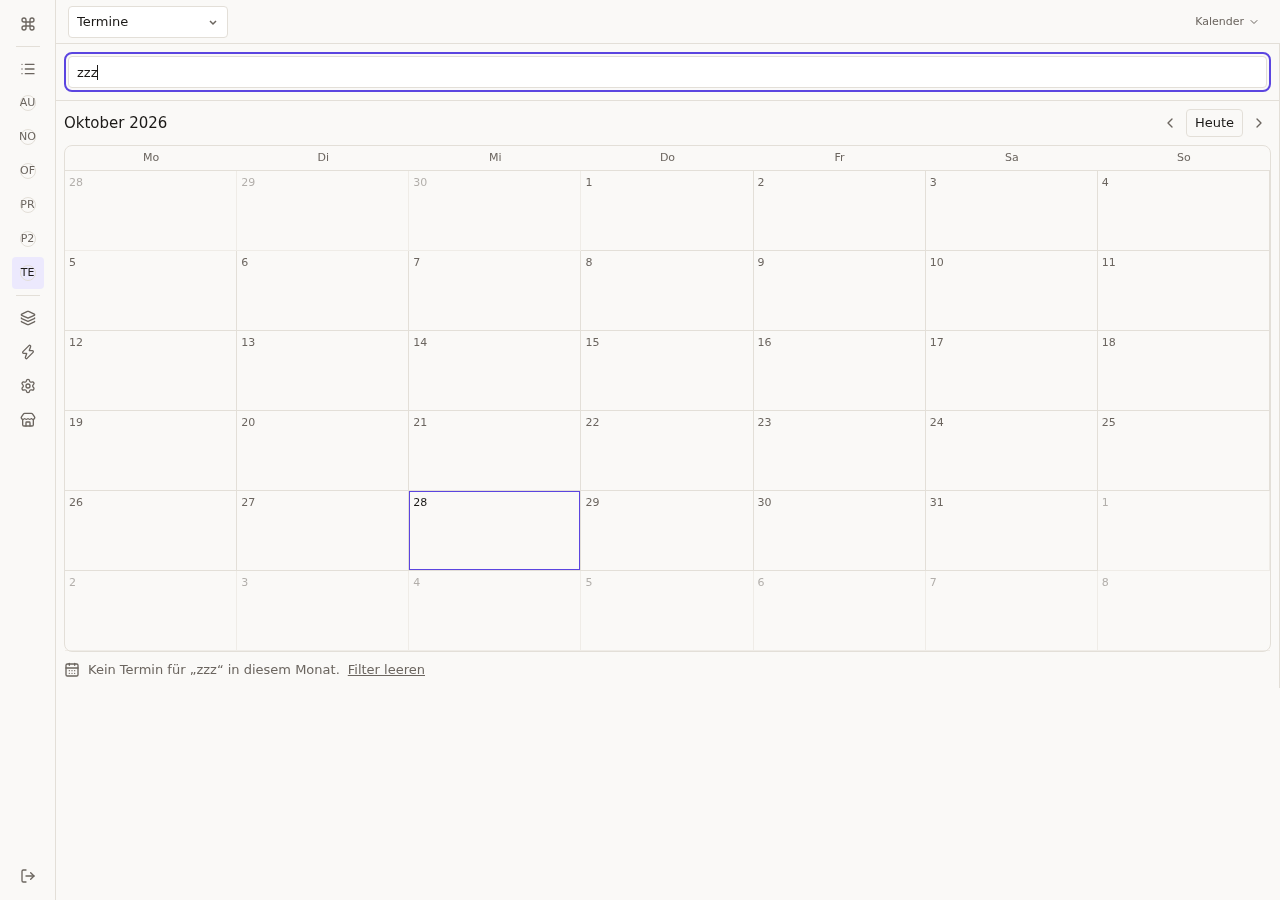 Termine
Kalender
AU
NO
OF
PR
P2
TE
zzz
Oktober 2026
Heute
Mo Di Mi Do Fr Sa So
28 29 30 1 2 3 4
5 6 7 8 9 10 11
12 13 14 15 16 17 18
19 20 21 22 23 24 25
26 27 28 29 30 31 1
2 3 4 5 6 7 8
Kein Termin für „zzz“ in diesem Monat. Filter leeren